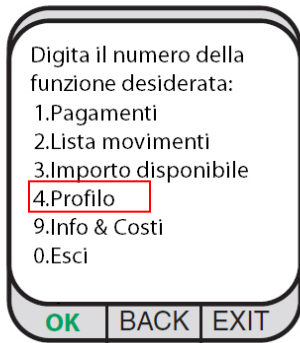 Digita il numero della
funzione desiderata:
1.Pagamenti
2.Lista movimenti
3.Importo disponibile
4.Profilo
9.Info & Costi
0.Esci
OK BACK EXIT